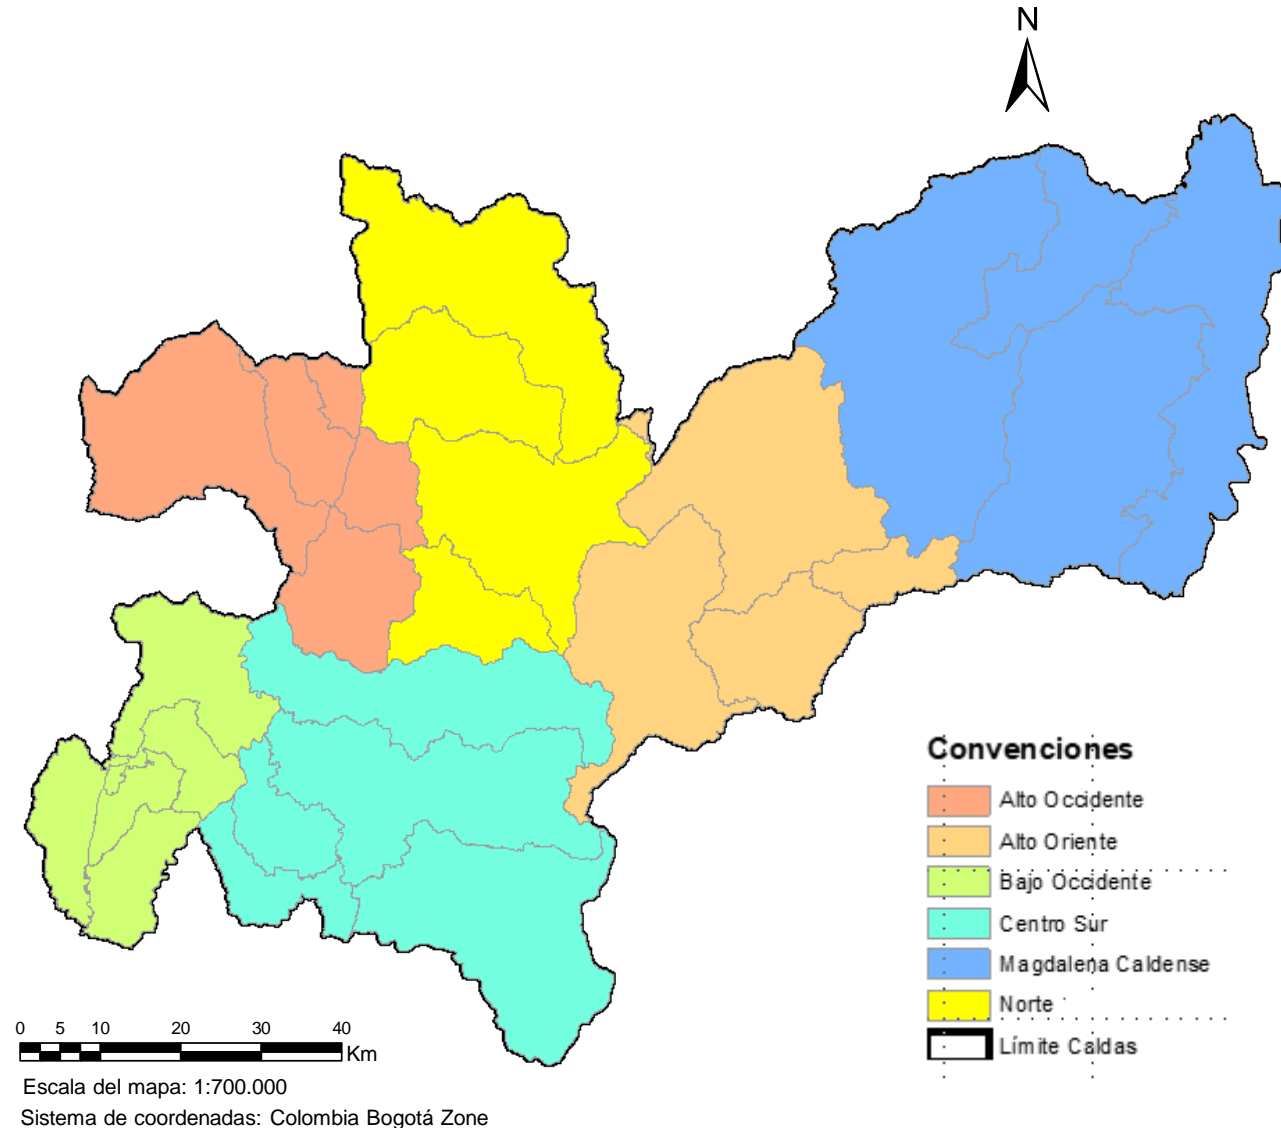 N
Convenciones
Alto Occidente
Alto Oriente
Bajo Occidente
Centro Sur
Magdalena Caldense
Norte
Límite Caldas
0 5 10 20 30 40
Km
Escala del mapa: 1:700.000
Sistema de coordenadas: Colombia Bogotá Zone